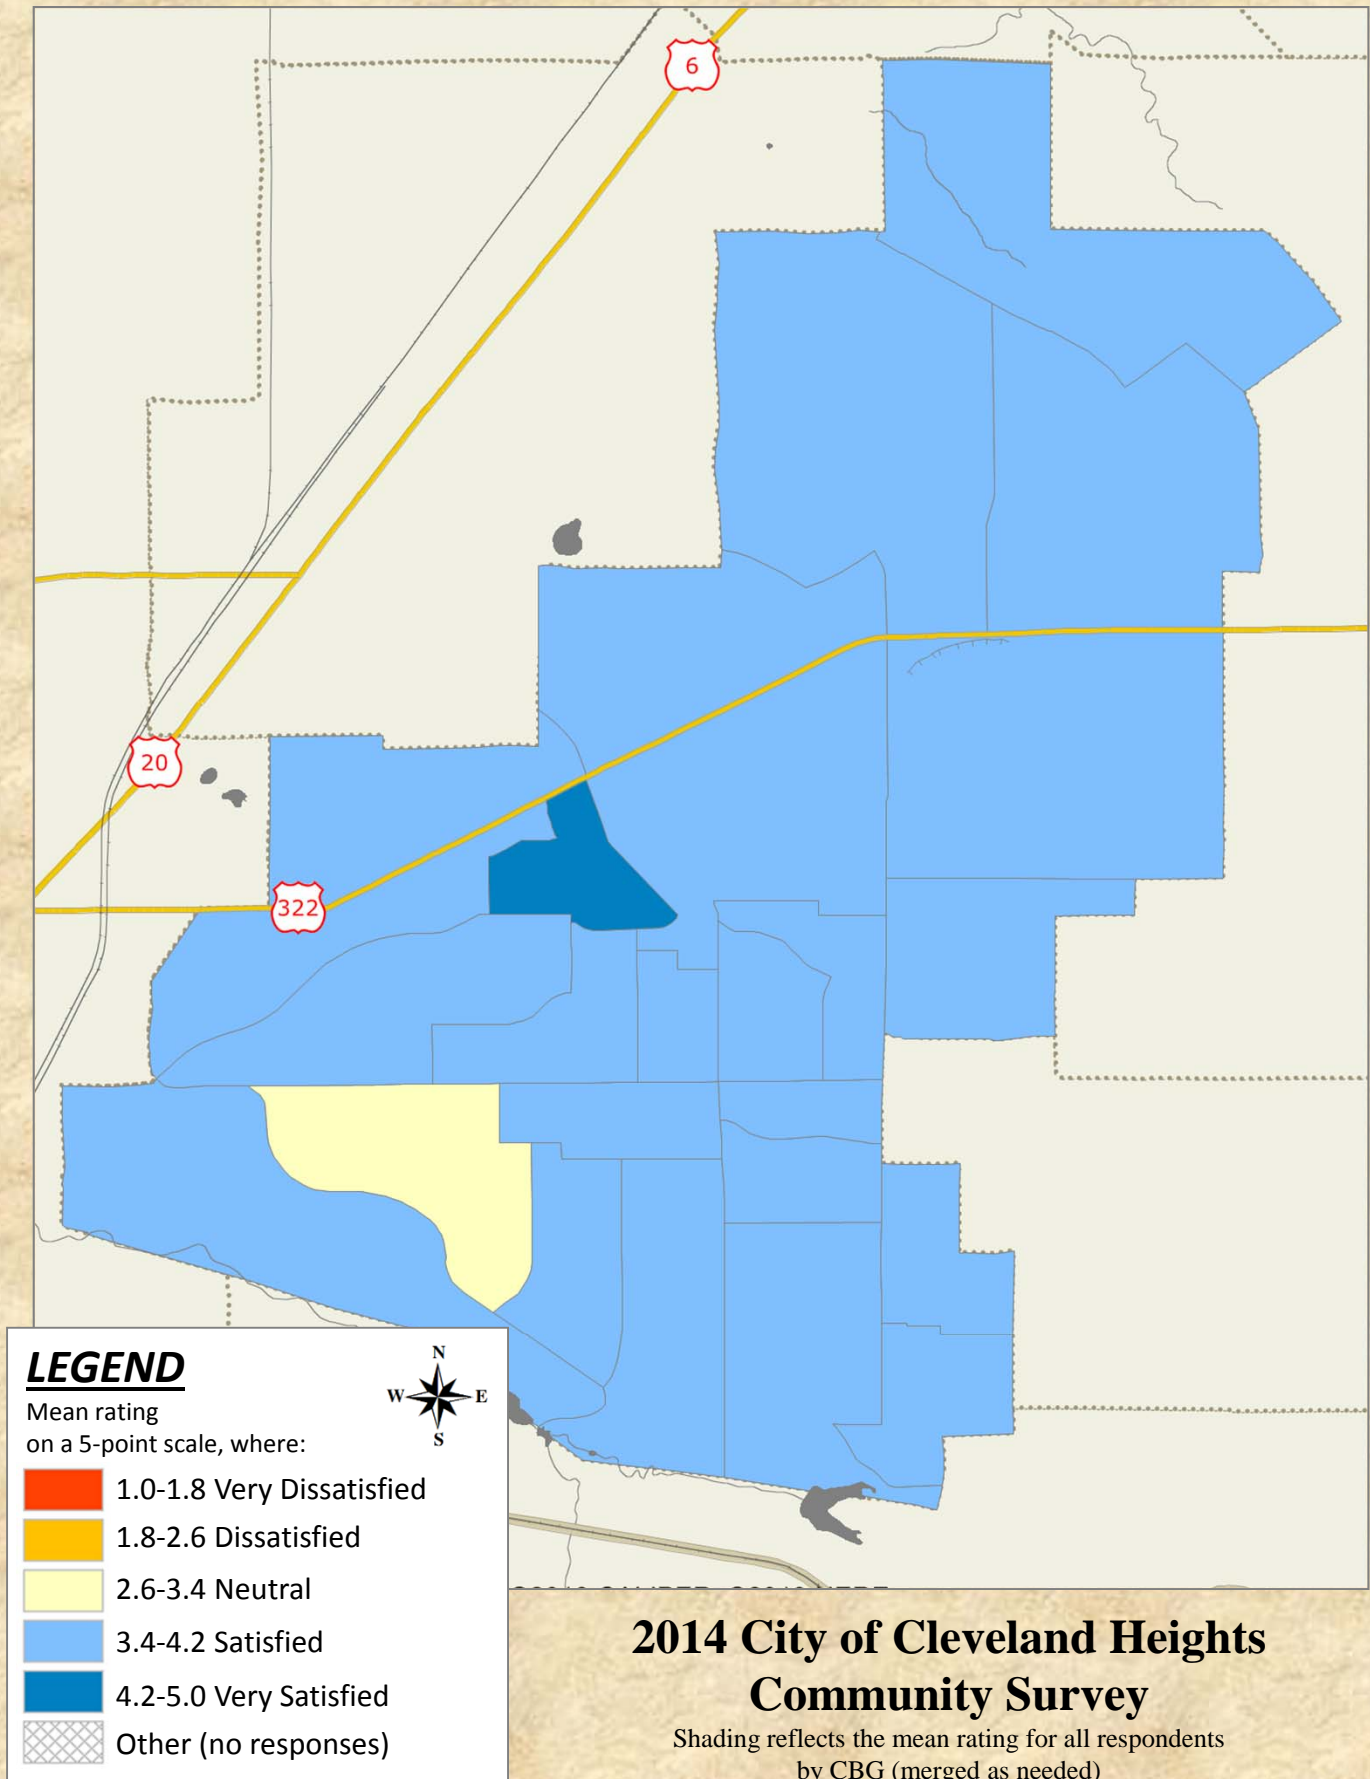 6
20
322
LEGEND
N
W E
S
Mean rating
on a 5-point scale, where:
1.0-1.8 Very Dissatisfied
1.8-2.6 Dissatisfied
2.6-3.4 Neutral
3.4-4.2 Satisfied
4.2-5.0 Very Satisfied
Other (no responses)
2014 City of Cleveland Heights
Community Survey
Shading reflects the mean rating for all respondents
by CBG (merged as needed)